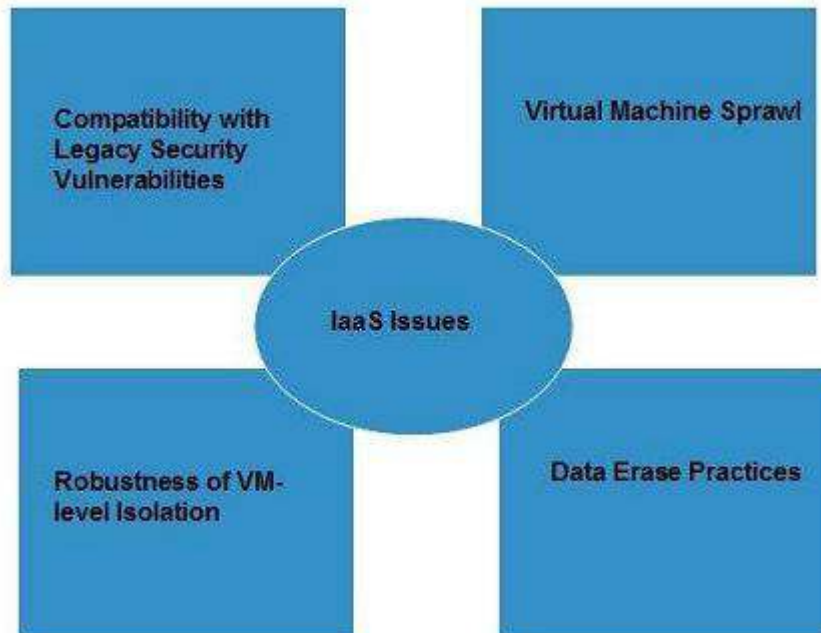 Compatibility with
Legacy Security
Vulnerabilities
Virtual Machine Sprawl
IaaS Issues
Robustness of VM-
level Isolation
Data Erase Practices